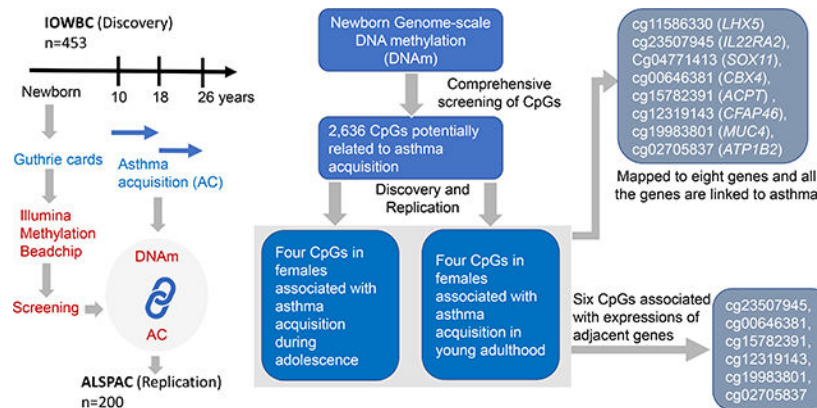 IOWBC (Discovery)
n=453
Newborn
10
18
26 years
Guthrie cards
Asthma
acquisition (AC)
Illumina
Methylation
Beadchip
Screening
DNAm
AC
ALSPAC (Replication)
n=200
Newborn Genome-scale
DNA methylation
(DNAm)
Comprehensive
screening of CpGs
2,636 CpGs potentially
related to asthma
acquisition
Discovery and
Replication
Four CpGs in
females
associated with
asthma
acquisition
during
adolescence
Four CpGs in
females
associated with
asthma
acquisition in
young adulthood
cg11586330 (LHX5)
cg23507945 (IL22RA2),
Cg04771413 (SOX11),
cg00646381 (CBX4),
cg15782391 (ACPT) ,
cg12319143 (CFAP46),
cg19983801 (MUC4),
cg02705837 (ATP1B2)
Mapped to eight genes and all
the genes are linked to asthma
Six CpGs associated
with expressions of
adjacent genes
cg23507945,
cg00646381,
cg15782391,
cg12319143,
cg19983801,
cg02705837